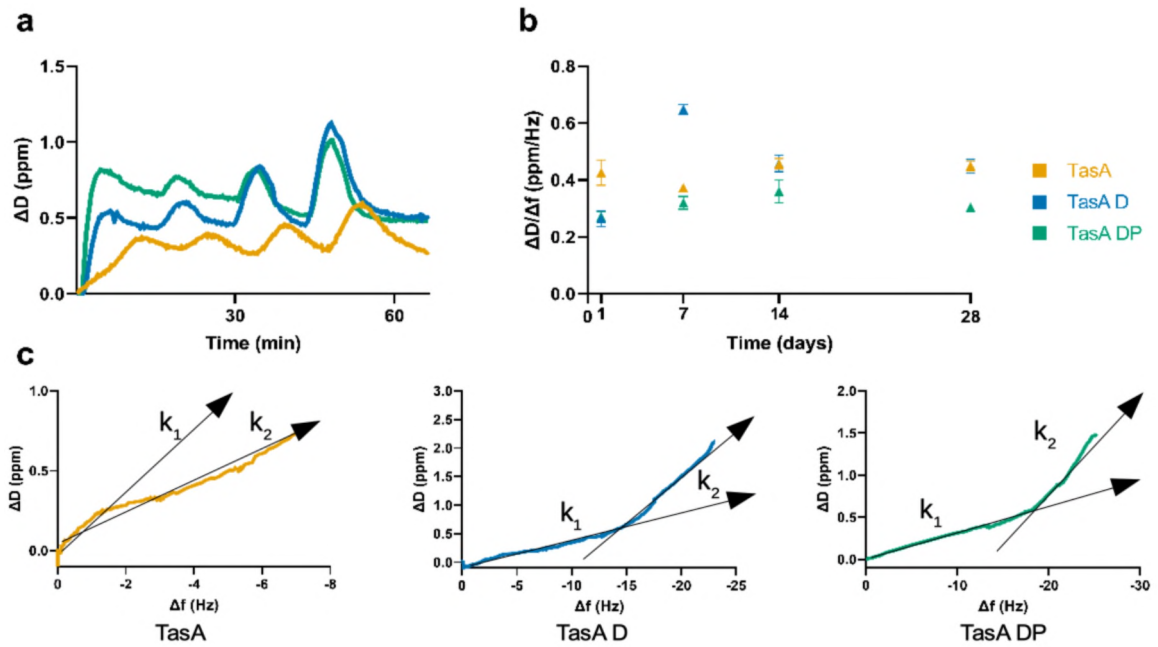 a
1.5
1.0
0.5
0.0
ΔD (ppm)
30
60
Time (min)
b
0.8
0.6
0.4
0.2
0.0
ΔD/Δf (ppm/Hz)
0 1 7 14 28
Time (days)
TasA
TasA D
TasA DP
c
1.0
0.5
0.0
ΔD (ppm)
k1
k2
0 -2 -4 -6 -8
Δf (Hz)
TasA
3.0
2.5
2.0
1.5
1.0
0.5
0.0
ΔD (ppm)
k1
k2
0 -5 -10 -15 -20 -25
Δf (Hz)
TasA D
2.0
1.5
1.0
0.5
0.0
ΔD (ppm)
k1
k2
0 -10 -20 -30
Δf (Hz)
TasA DP